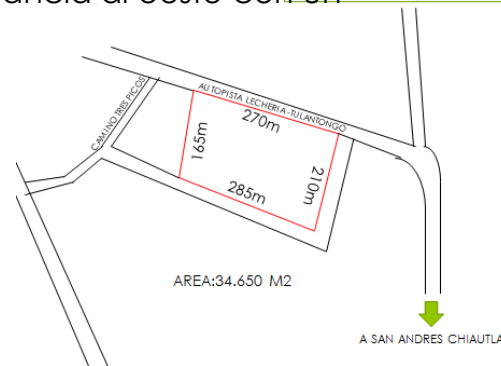 AUTOPISTA LECHERIA-TULANTONGO
CAMINO TRES PICOS
270m
165m
210m
285m
AREA:34.650 M2
A SAN ANDRES CHIAUTLA